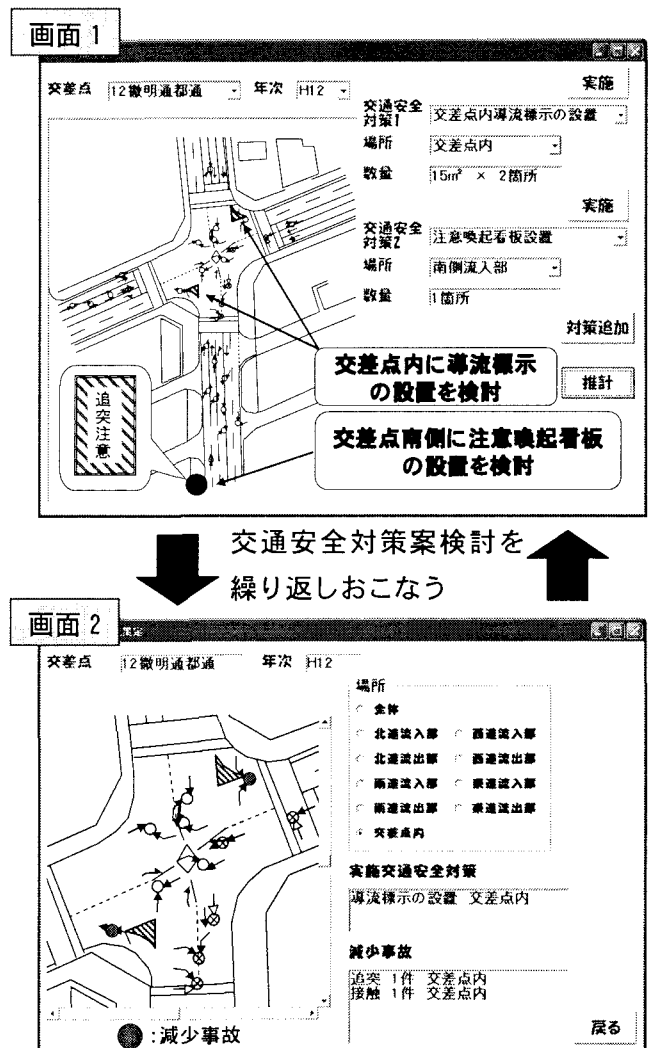 画面 1
交差点 12徹明通都通 年次 H12
実施
交通安全対策1 交差点内導流標示の設置
場所 交差点内
数量 15m² × 2箇所
実施
交通安全対策2 注意喚起看板設置
場所 南側流入部
数量 1箇所
対策追加
推計
交差点内に導流標示
の設置を検討
追突注意
交差点南側に注意喚起看板
の設置を検討
交通安全対策案検討を
繰り返しおこなう
画面 2
交差点 12徹明通都通 年次 H12
場所
全体
北進流入部 西進流入部
北進流出部 西進流出部
南進流入部 東進流入部
南進流出部 東進流出部
交差点内
実施交通安全対策
導流標示の設置 交差点内
減少事故
追突 1件 交差点内
接触 1件 交差点内
:減少事故
戻る